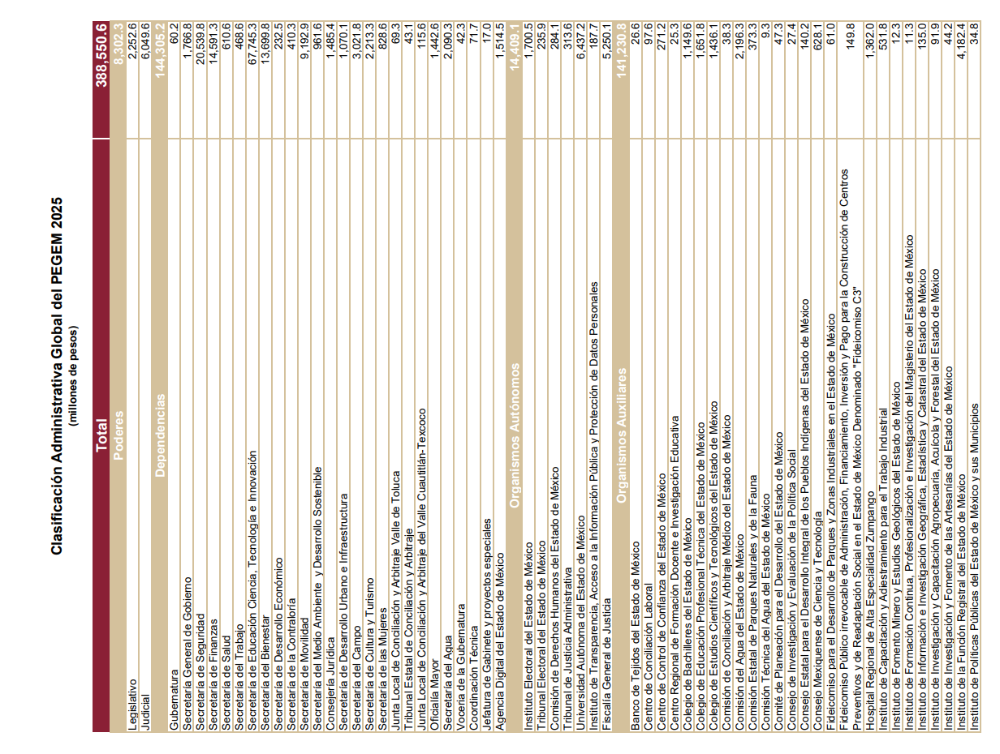 Clasificación Administrativa Global del PEGEM 2025
(millones de pesos)
Total 388,550.6
Poderes 8,302.3
Legislativo 2,252.6
Judicial 6,049.6
Dependencias 144,305.2
Gubernatura 60.2
Secretaría General de Gobierno 1,766.8
Secretaría de Seguridad 20,539.8
Secretaría de Finanzas 14,591.3
Secretaría de Salud 610.6
Secretaría del Trabajo 468.6
Secretaría de Educación Ciencia, Tecnología e Innovación 67,745.3
Secretaría del Bienestar 13,699.8
Secretaría de Desarrollo Económico 232.5
Secretaría de la Contraloría 410.3
Secretaría de Movilidad 9,192.9
Secretaría del Medio Ambiente y Desarrollo Sostenible 961.6
Consejería Jurídica 1,485.4
Secretaría de Desarrollo Urbano e Infraestructura 1,070.1
Secretaría del Campo 3,021.8
Secretaría de Cultura y Turismo 2,213.3
Secretaría de las Mujeres 828.6
Junta Local de Conciliación y Arbitraje Valle de Toluca 69.3
Tribunal Estatal de Conciliación y Arbitraje 43.1
Junta Local de Conciliación y Arbitraje del Valle Cuautitlán-Texcoco 115.6
Oficialía Mayor 1,442.6
Secretaría del Agua 2,090.3
Vocería de la Gubernatura 42.3
Coordinación Técnica 71.7
Jefatura de Gabinete y proyectos especiales 17.0
Agencia Digital del Estado de México 1,514.5
Organismos Autónomos 14,409.1
Instituto Electoral del Estado de México 1,700.5
Tribunal Electoral del Estado de México 235.9
Comisión de Derechos Humanos del Estado de México 284.1
Tribunal de Justicia Administrativa 313.6
Universidad Autónoma del Estado de México 6,437.2
Instituto de Transparencia, Acceso a la Información Pública y Protección de Datos Personales 187.7
Fiscalía General de Justicia 5,250.1
Organismos Auxiliares 141,230.8
Banco de Tejidos del Estado de México 26.6
Centro de Conciliación Laboral 97.6
Centro de Control de Confianza del Estado de México 271.2
Centro Regional de Formación Docente e Investigación Educativa 25.3
Colegio de Bachilleres del Estado de México 1,149.6
Colegio de Educación Profesional Técnica del Estado de México 1,651.8
Colegio de Estudios Científicos y Tecnológicos del Estado de México 1,436.1
Comisión de Conciliación y Arbitraje Médico del Estado de México 38.3
Comisión del Agua del Estado de México 2,196.3
Comisión Estatal de Parques Naturales y de la Fauna 373.3
Comisión Técnica del Agua del Estado de México 9.3
Comité de Planeación para el Desarrollo del Estado de México 47.3
Consejo de Investigación y Evaluación de la Política Social 27.4
Consejo Estatal para el Desarrollo Integral de los Pueblos Indígenas del Estado de México 140.2
Consejo Mexiquense de Ciencia y Tecnología 628.1
Fideicomiso para el Desarrollo de Parques y Zonas Industriales en el Estado de México 61.0
Fideicomiso Público irrevocable de Administración, Financiamiento, Inversión y Pago para la Construcción de Centros
Preventivos y de Readaptación Social en el Estado de México Denominado "Fideicomiso C3" 149.8
Hospital Regional de Alta Especialidad Zumpango 1,362.0
Instituto de Capacitación y Adiestramiento para el Trabajo Industrial 531.8
Instituto de Fomento Minero y Estudios Geológicos del Estado de México 12.3
Instituto de Formación Continua, Profesionalización e Investigación del Magisterio del Estado de México 11.3
Instituto de Información e Investigación Geográfica, Estadística y Catastral del Estado de México 135.0
Instituto de Investigación y Capacitación Agropecuaria, Acuícola y Forestal del Estado de México 91.9
Instituto de Investigación y Fomento de las Artesanías del Estado de México 44.2
Instituto de la Función Registral del Estado de México 4,182.4
Instituto de Políticas Públicas del Estado de México y sus Municipios 34.8